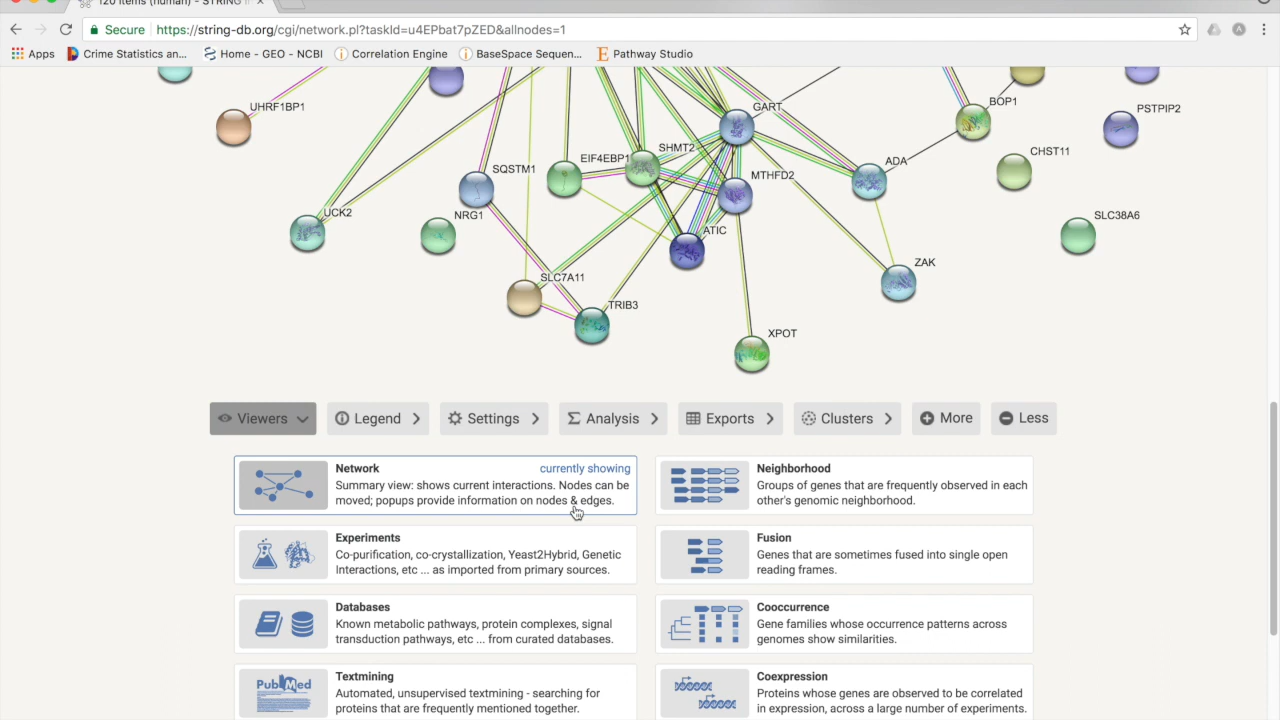 120 items (human) - STRING in
Secure https://string-db.org/cgi/network.pl?taskId=u4EPbat7pZED&allnodes=1
Apps Crime Statistics an... Home - GEO - NCBI Correlation Engine BaseSpace Sequen... Pathway Studio
UHRF1BP1
GART
BOP1
PSTPIP2
SHMT2
EIF4EBP1
CHST11
ADA
SQSTM1
MTHFD2
UCK2
NRG1
ATIC
SLC38A6
ZAK
SLC7A11
TRIB3
XPOT
Viewers Legend Settings Analysis Exports Clusters More Less
Network currently showing
Summary view: shows current interactions. Nodes can be
moved; popups provide information on nodes & edges.
Neighborhood
Groups of genes that are frequently observed in each
other's genomic neighborhood.
Experiments
Co-purification, co-crystallization, Yeast2Hybrid, Genetic
Interactions, etc ... as imported from primary sources.
Fusion
Genes that are sometimes fused into single open
reading frames.
Databases
Known metabolic pathways, protein complexes, signal
transduction pathways, etc ... from curated databases.
Cooccurrence
Gene families whose occurrence patterns across
genomes show similarities.
PubMed
Textmining
Automated, unsupervised textmining - searching for
proteins that are frequently mentioned together.
Coexpression
Proteins whose genes are observed to be correlated
in expression, across a large number of experiments.